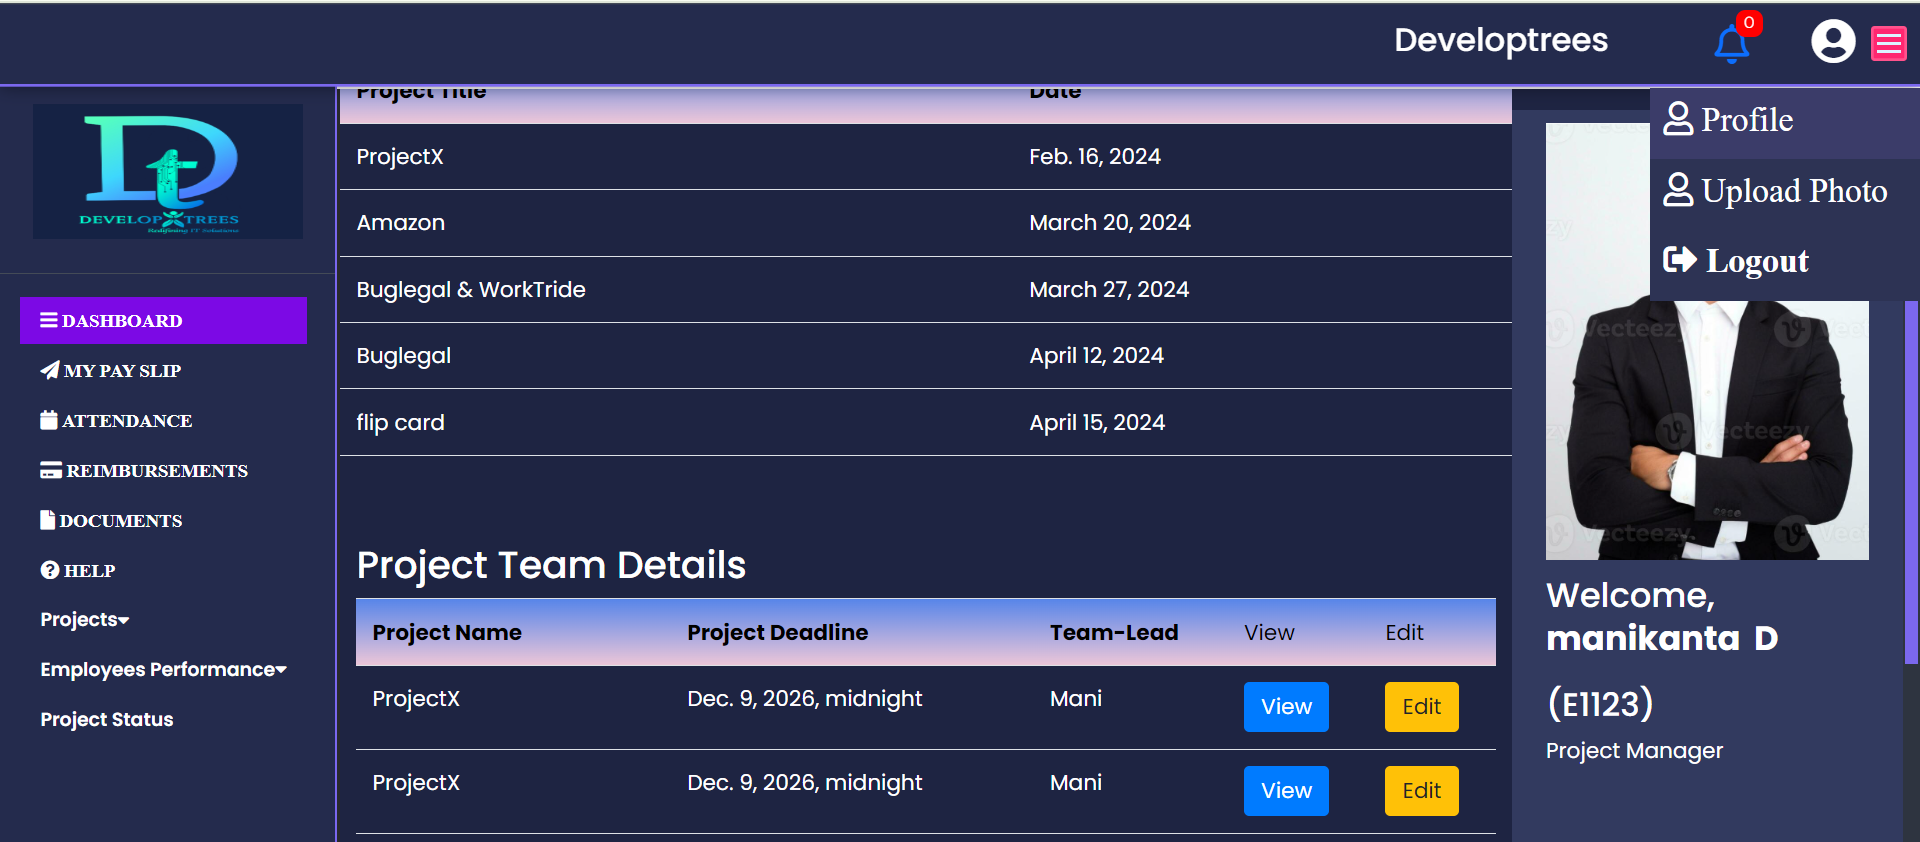 Developtrees
0
DEVELOP TREES
Redefining IT Solutions
DASHBOARD
MY PAY SLIP
ATTENDANCE
REIMBURSEMENTS
DOCUMENTS
HELP
Projects
Employees Performance
Project Status
Project Title Date
ProjectX Feb. 16, 2024
Amazon March 20, 2024
Buglegal & WorkTride March 27, 2024
Buglegal April 12, 2024
flip card April 15, 2024
Project Team Details
Project Name Project Deadline Team-Lead View Edit
ProjectX Dec. 9, 2026, midnight Mani View Edit
ProjectX Dec. 9, 2026, midnight Mani View Edit
Profile
Upload Photo
Logout
Vecteezy
Vecteezy
Vecteezy
Welcome,
manikanta D
(E1123)
Project Manager